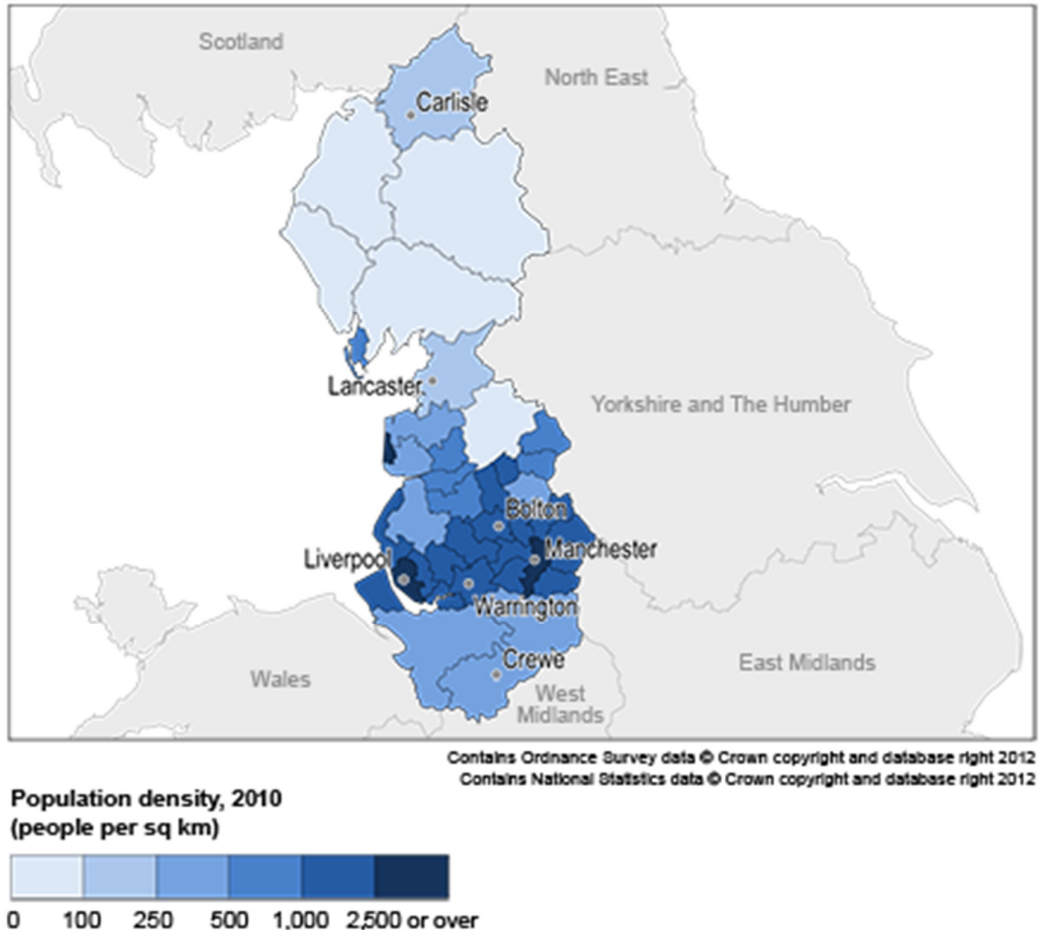 Scotland
North East
Carlisle
Lancaster
Yorkshire and The Humber
Bolton
Manchester
Liverpool
Warrington
Crewe
East Midlands
Wales
West
Midlands
Contains Ordnance Survey data © Crown copyright and database right 2012
Contains National Statistics data © Crown copyright and database right 2012
Population density, 2010
(people per sq km)
0 100 250 500 1,000 2,500 or over